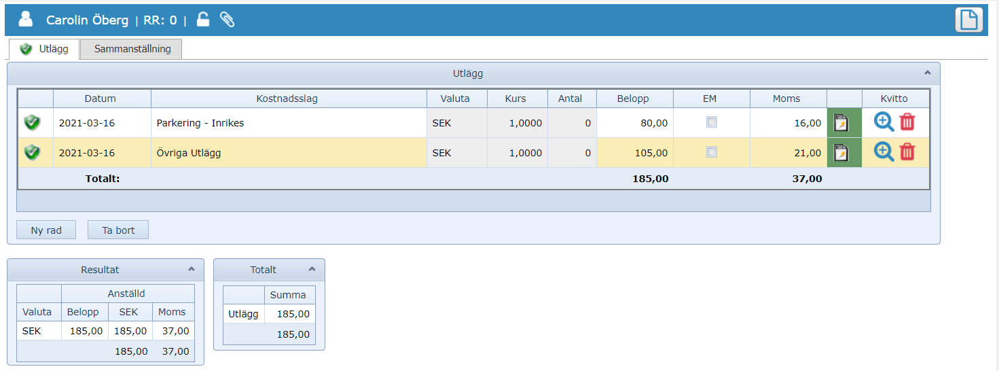 Carolin Öberg | RR: 0 |
Utlägg Sammanställning
Utlägg
Datum Kostnadsslag Valuta Kurs Antal Belopp EM Moms Kvitto
2021-03-16 Parkering - Inrikes SEK 1,0000 0 80,00 16,00
2021-03-16 Övriga Utlägg SEK 1,0000 0 105,00 21,00
Totalt: 185,00 37,00
Ny rad Ta bort
Resultat
Anställd
Valuta Belopp SEK Moms
SEK 185,00 185,00 37,00
185,00 37,00
Totalt
Summa
Utlägg 185,00
185,00